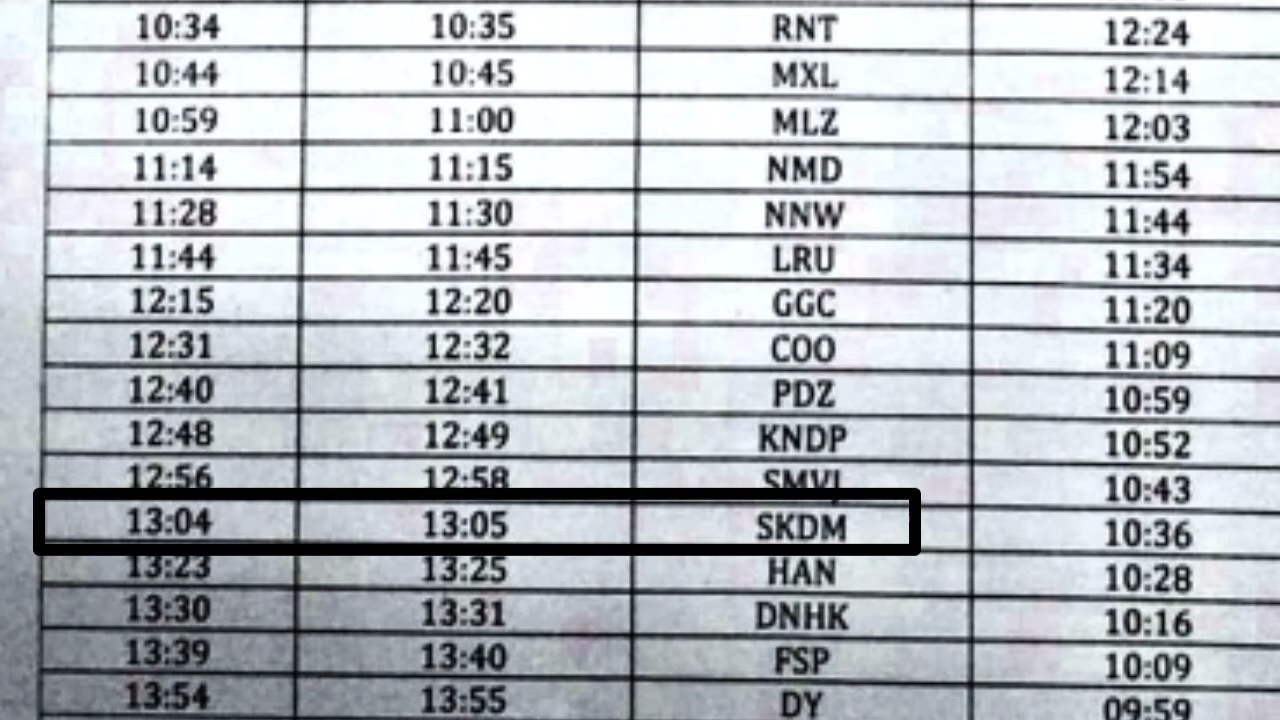 10:34 10:35 RNT 12:24
10:44 10:45 MXL 12:14
10:59 11:00 MLZ 12:03
11:14 11:15 NMD 11:54
11:28 11:30 NNW 11:44
11:44 11:45 LRU 11:34
12:15 12:20 GGC 11:20
12:31 12:32 COO 11:09
12:40 12:41 PDZ 10:59
12:48 12:49 KNDP 10:52
12:56 12:58 SMVJ 10:43
13:04 13:05 SKDM 10:36
13:23 13:25 HAN 10:28
13:30 13:31 DNHK 10:16
13:39 13:40 FSP 10:09
13:54 13:55 DY 09:59